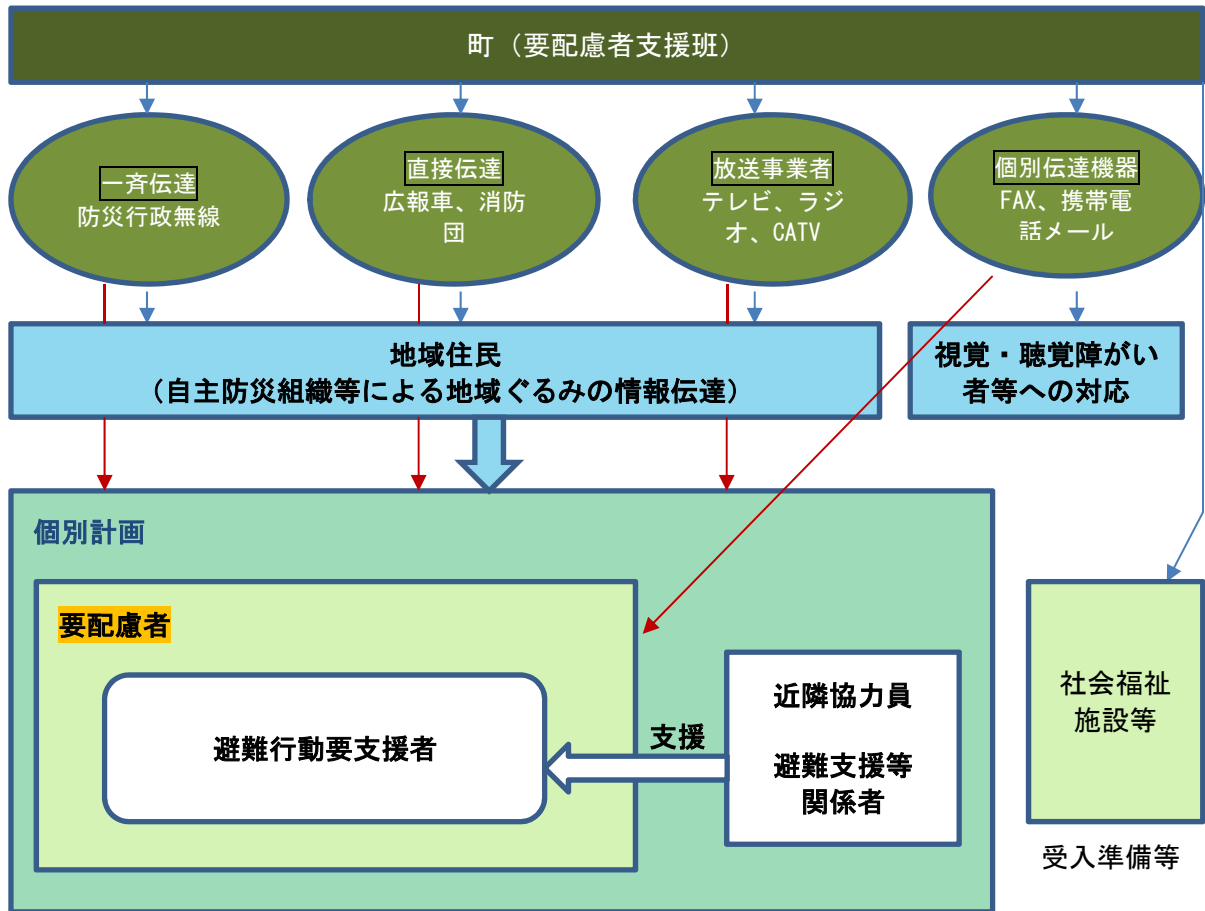 町（要配慮者支援班）
一斉伝達
防災行政無線
直接伝達
広報車、消防
団
放送事業者
テレビ、ラジ
オ、CATV
個別伝達機器
FAX、携帯電
話メール
地域住民
（自主防災組織等による地域ぐるみの情報伝達）
視覚・聴覚障がい
者等への対応
個別計画
要配慮者
避難行動要支援者
支援
近隣協力員
避難支援等
関係者
社会福祉
施設等
受入準備等